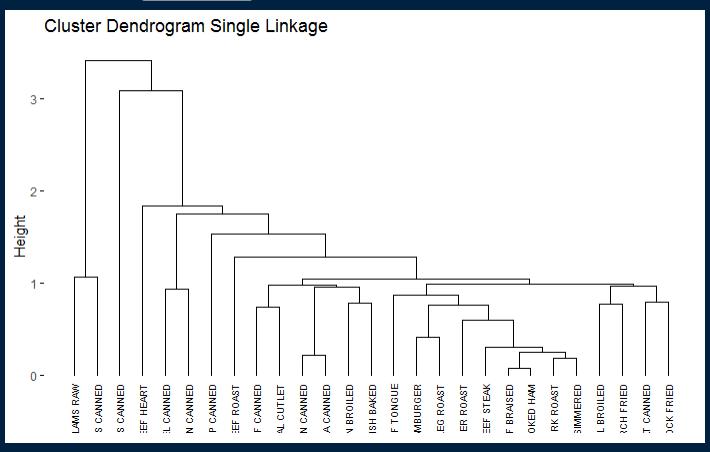 Cluster Dendrogram Single Linkage
Height
3
2
1
0
LAMS RAW
S CANNED
S CANNED
EEF HEART
EL CANNED
N CANNED
P CANNED
EEF ROAST
F CANNED
AL CUTLET
N CANNED
A CANNED
N BROILED
ISH BAKED
F TONGUE
MBURGER
LEG ROAST
ER ROAST
EEF STEAK
F BRAISED
OKED HAM
RK ROAST
SIMMERED
L BROILED
RCH FRIED
T CANNED
OCK FRIED